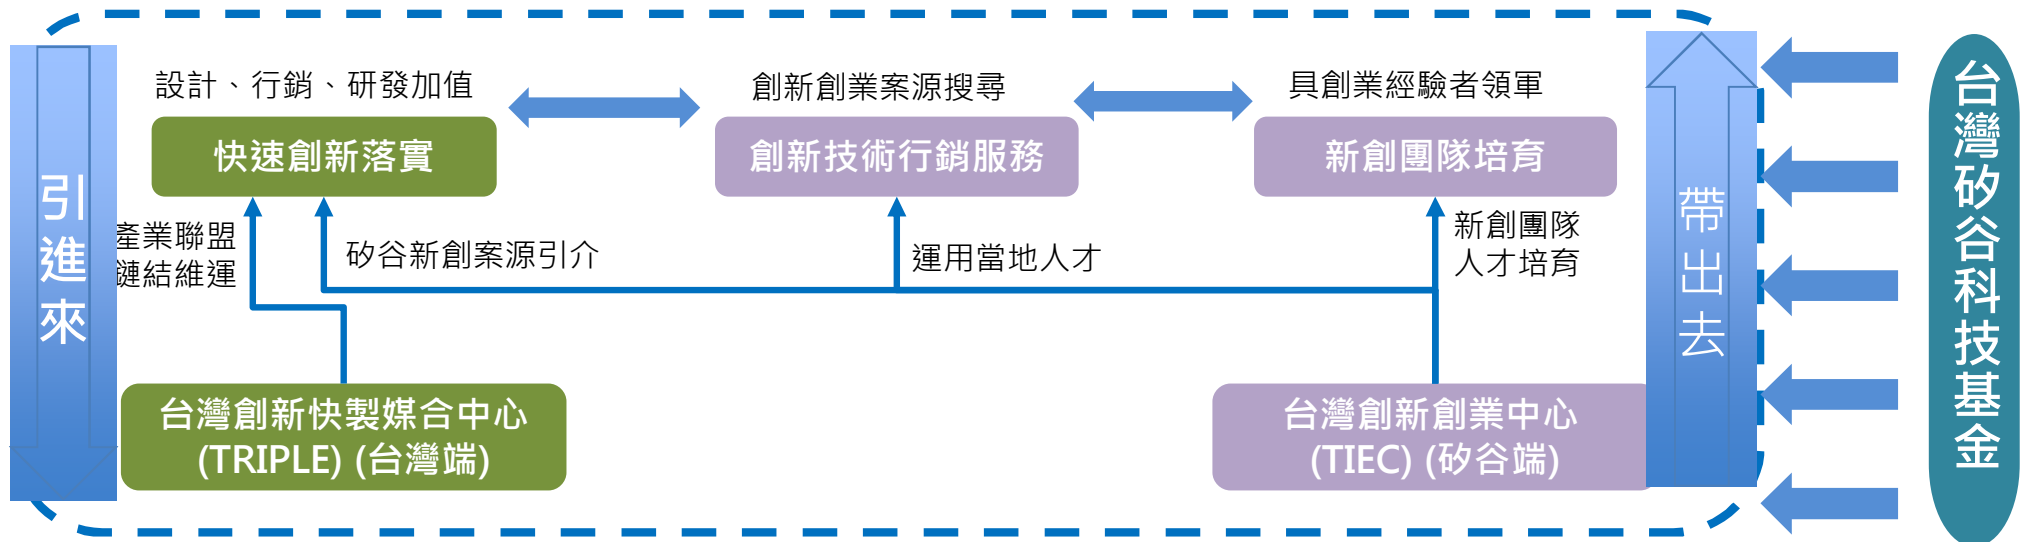 設計、行銷、研發加值
創新創業案源搜尋
具創業經驗者領軍
快速創新落實
創新技術行銷服務
新創團隊培育
引進來
產業聯盟
鏈結維運
矽谷新創案源引介
運用當地人才
新創團隊
人才培育
帶出去
台灣創新快製媒合中心
(TRIPLE) (台灣端)
台灣創新創業中心
(TIEC) (矽谷端)
台灣矽谷科技基金